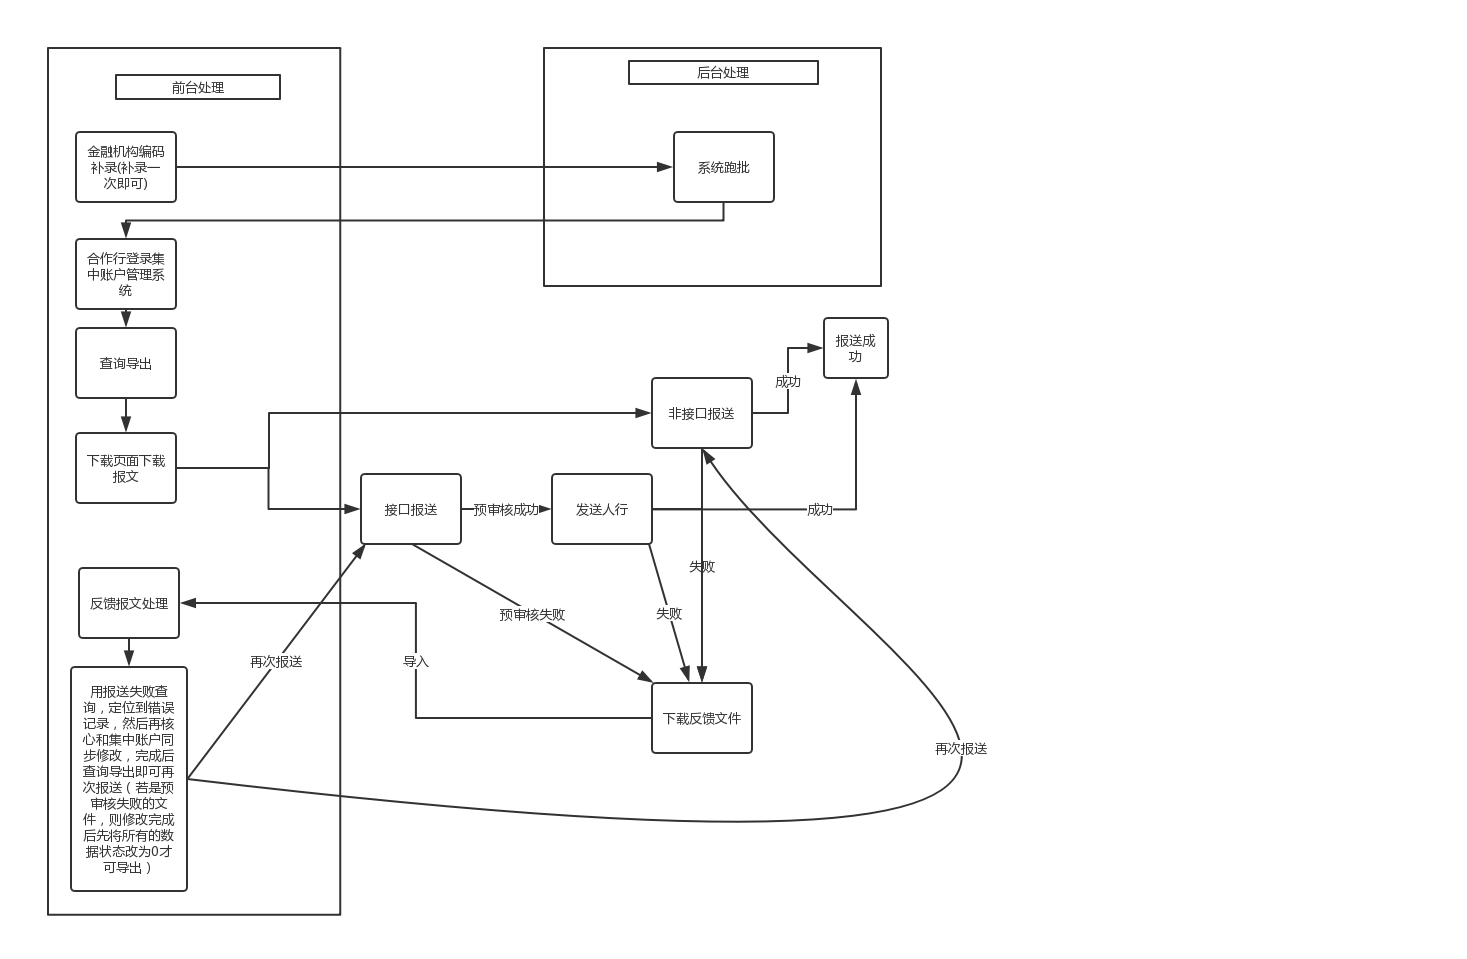 前台处理
后台处理
金融机构编码
补录(补录一
次即可)
系统跑批
合作行登录集
中账户管理系
统
查询导出
报送成
功
成功
非接口报送
下载页面下载
报文
接口报送
预审核成功
发送人行
成功
失败
反馈报文处理
预审核失败
失败
再次报送
导入
用报送失败查
询，定位到错误
记录，然后再核
心和集中账户同
步修改，完成后
查询导出即可再
次报送（若是预
审核失败的文
件，则修改完成
后先将所有的数
据状态改为0才
可导出）
下载反馈文件
再次报送